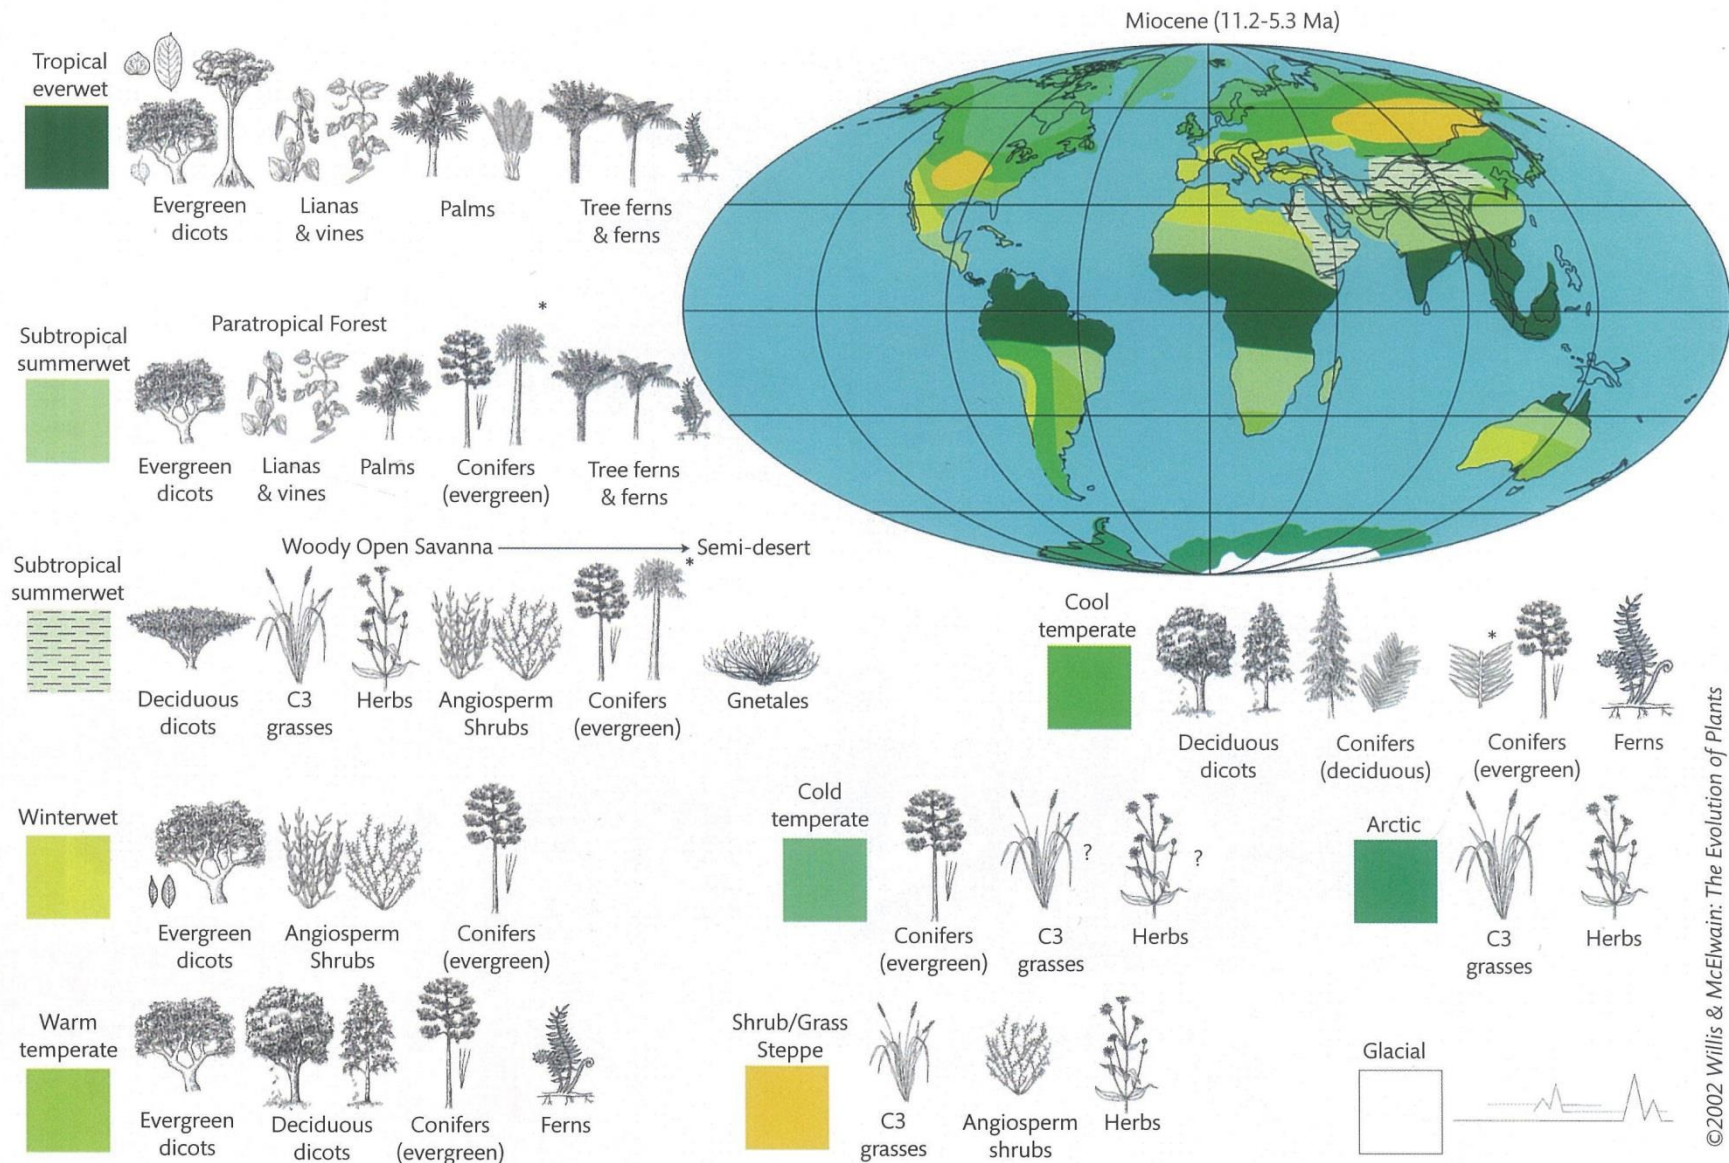 Miocene (11.2-5.3 Ma)
Tropical
everwet
Evergreen
dicots
Lianas
& vines
Palms
Tree ferns
& ferns
Subtropical
summerwet
Paratropical Forest
*
Evergreen
dicots
Lianas
& vines
Palms
Conifers
(evergreen)
Tree ferns
& ferns
Subtropical
summerwet
Woody Open Savanna
Semi-desert
*
Deciduous
dicots
C3
grasses
Herbs
Angiosperm
Shrubs
Conifers
(evergreen)
Gnetales
Cool
temperate
*
Deciduous
dicots
Conifers
(deciduous)
Conifers
(evergreen)
Ferns
Winterwet
Evergreen
dicots
Angiosperm
Shrubs
Conifers
(evergreen)
Cold
temperate
?
?
Conifers
(evergreen)
C3
grasses
Herbs
Arctic
C3
grasses
Herbs
Warm
temperate
Evergreen
dicots
Deciduous
dicots
Conifers
(evergreen)
Ferns
Shrub/Grass
Steppe
C3
grasses
Angiosperm
shrubs
Herbs
Glacial
©2002 Willis & McElwain: The Evolution of Plants